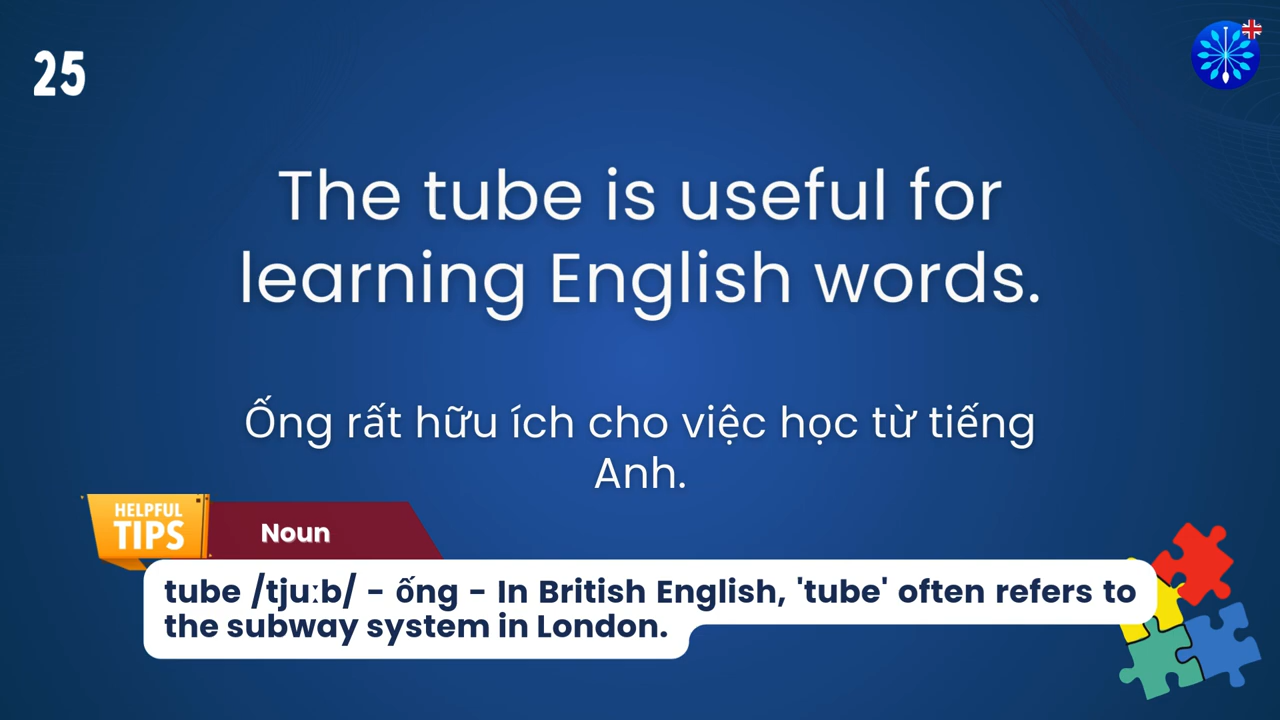 25
The tube is useful for
learning English words.
Ống rất hữu ích cho việc học từ tiếng
Anh.
HELPFUL
TIPS
Noun
tube /tjuːb/ - ống - In British English, 'tube' often refers to
the subway system in London.